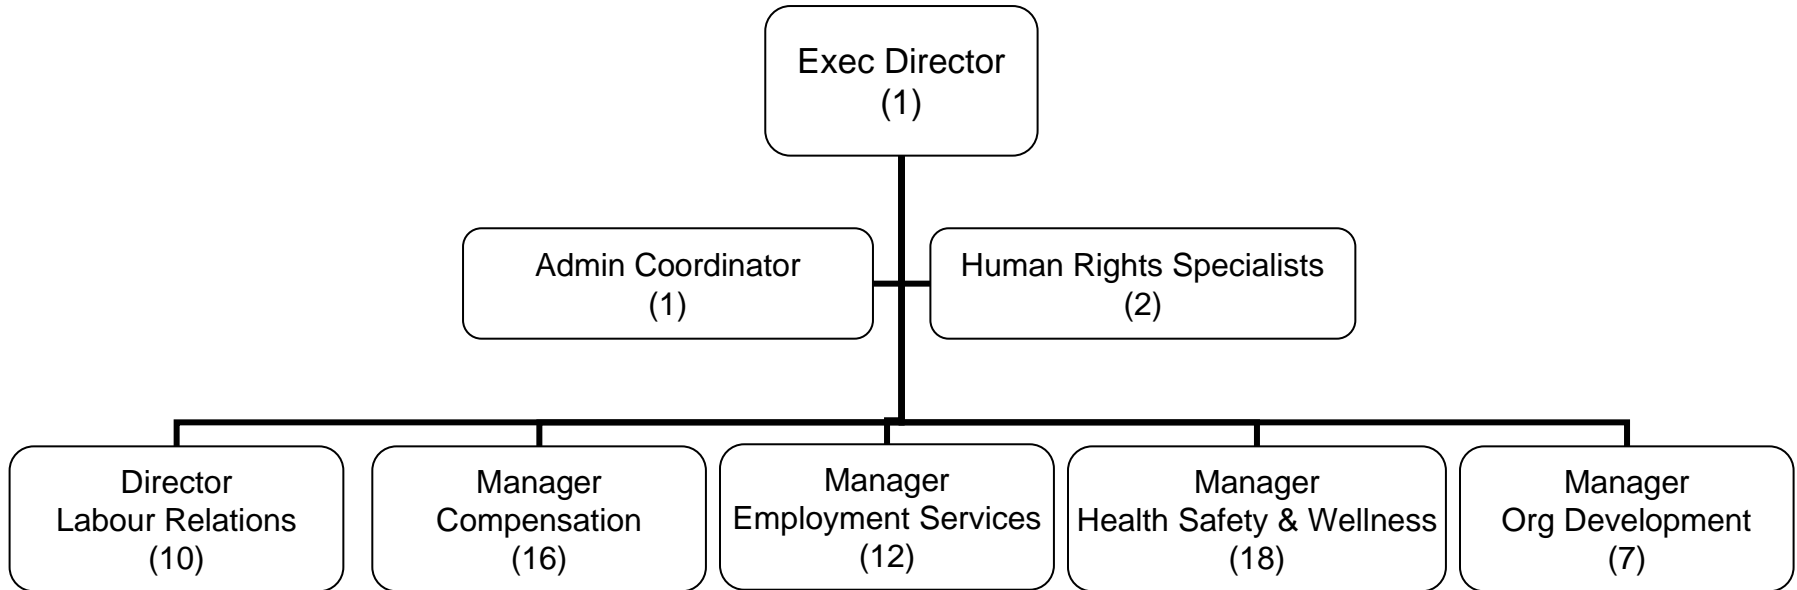 Exec Director
(1)
Admin Coordinator
(1)
Human Rights Specialists
(2)
Director
Labour Relations
(10)
Manager
Compensation
(16)
Manager
Employment Services
(12)
Manager
Health Safety & Wellness
(18)
Manager
Org Development
(7)